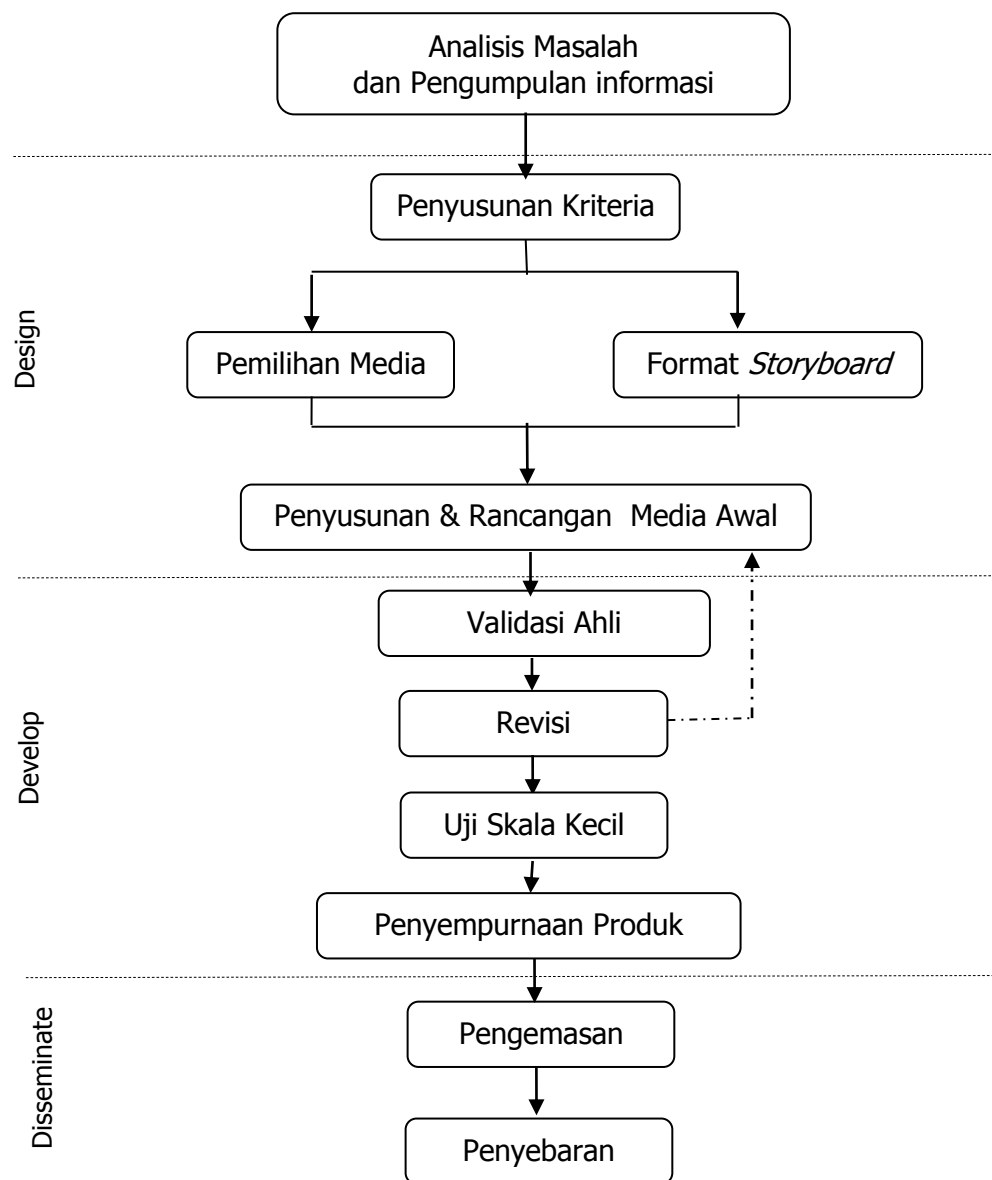 Analisis Masalah
dan Pengumpulan informasi
Design
Penyusunan Kriteria
Pemilihan Media
Format Storyboard
Penyusunan & Rancangan Media Awal
Develop
Validasi Ahli
Revisi
Uji Skala Kecil
Penyempurnaan Produk
Disseminate
Pengemasan
Penyebaran